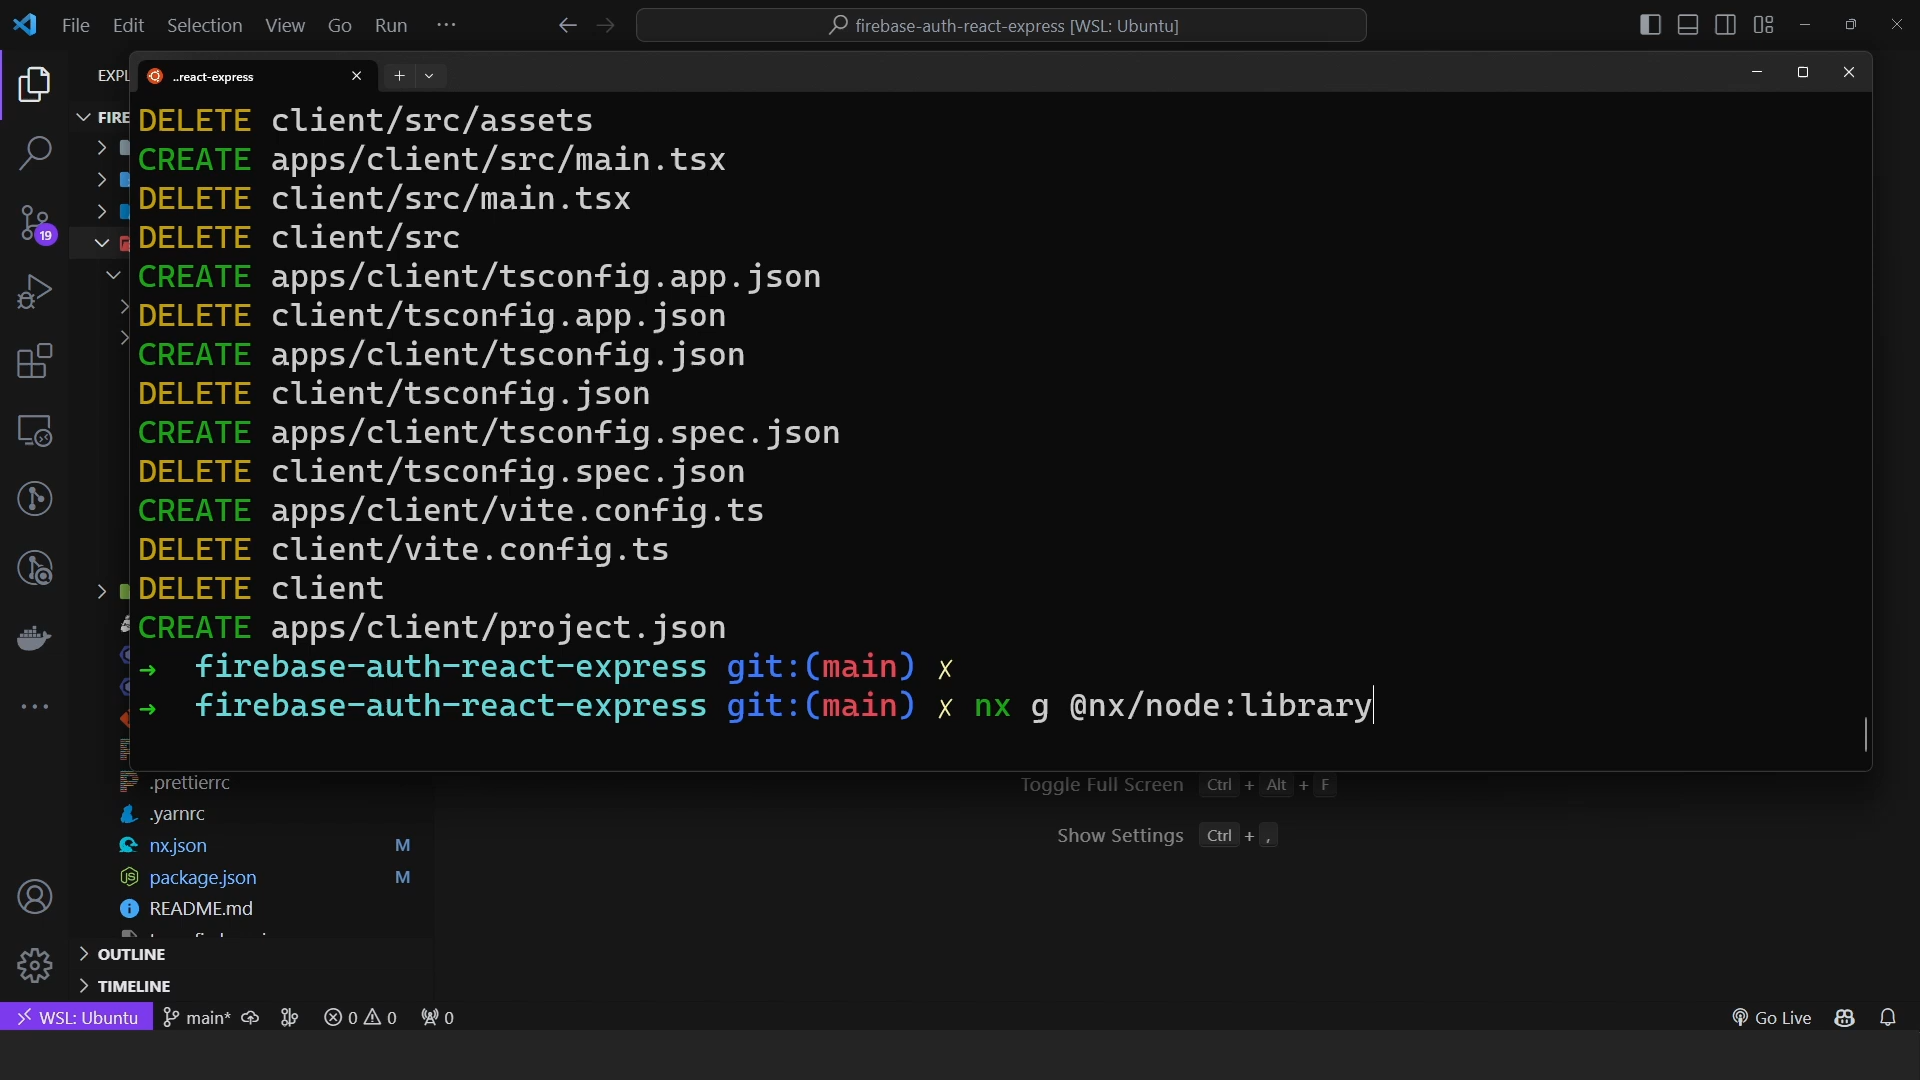 File Edit Selection View Go Run ···
firebase-auth-react-express [WSL: Ubuntu]
EXPL
..react-express
FIRE
DELETE client/src/assets
CREATE apps/client/src/main.tsx
DELETE client/src/main.tsx
DELETE client/src
CREATE apps/client/tsconfig.app.json
DELETE client/tsconfig.app.json
CREATE apps/client/tsconfig.json
DELETE client/tsconfig.json
CREATE apps/client/tsconfig.spec.json
DELETE client/tsconfig.spec.json
CREATE apps/client/vite.config.ts
DELETE client/vite.config.ts
DELETE client
CREATE apps/client/project.json
→ firebase-auth-react-express git:(main) ✗
→ firebase-auth-react-express git:(main) ✗ nx g @nx/node:library
19
.prettierrc
.yarnrc
nx.json M
package.json M
README.md
OUTLINE
TIMELINE
Toggle Full Screen Ctrl + Alt + F
Show Settings Ctrl + ,
WSL: Ubuntu main* 0 0 0
Go Live